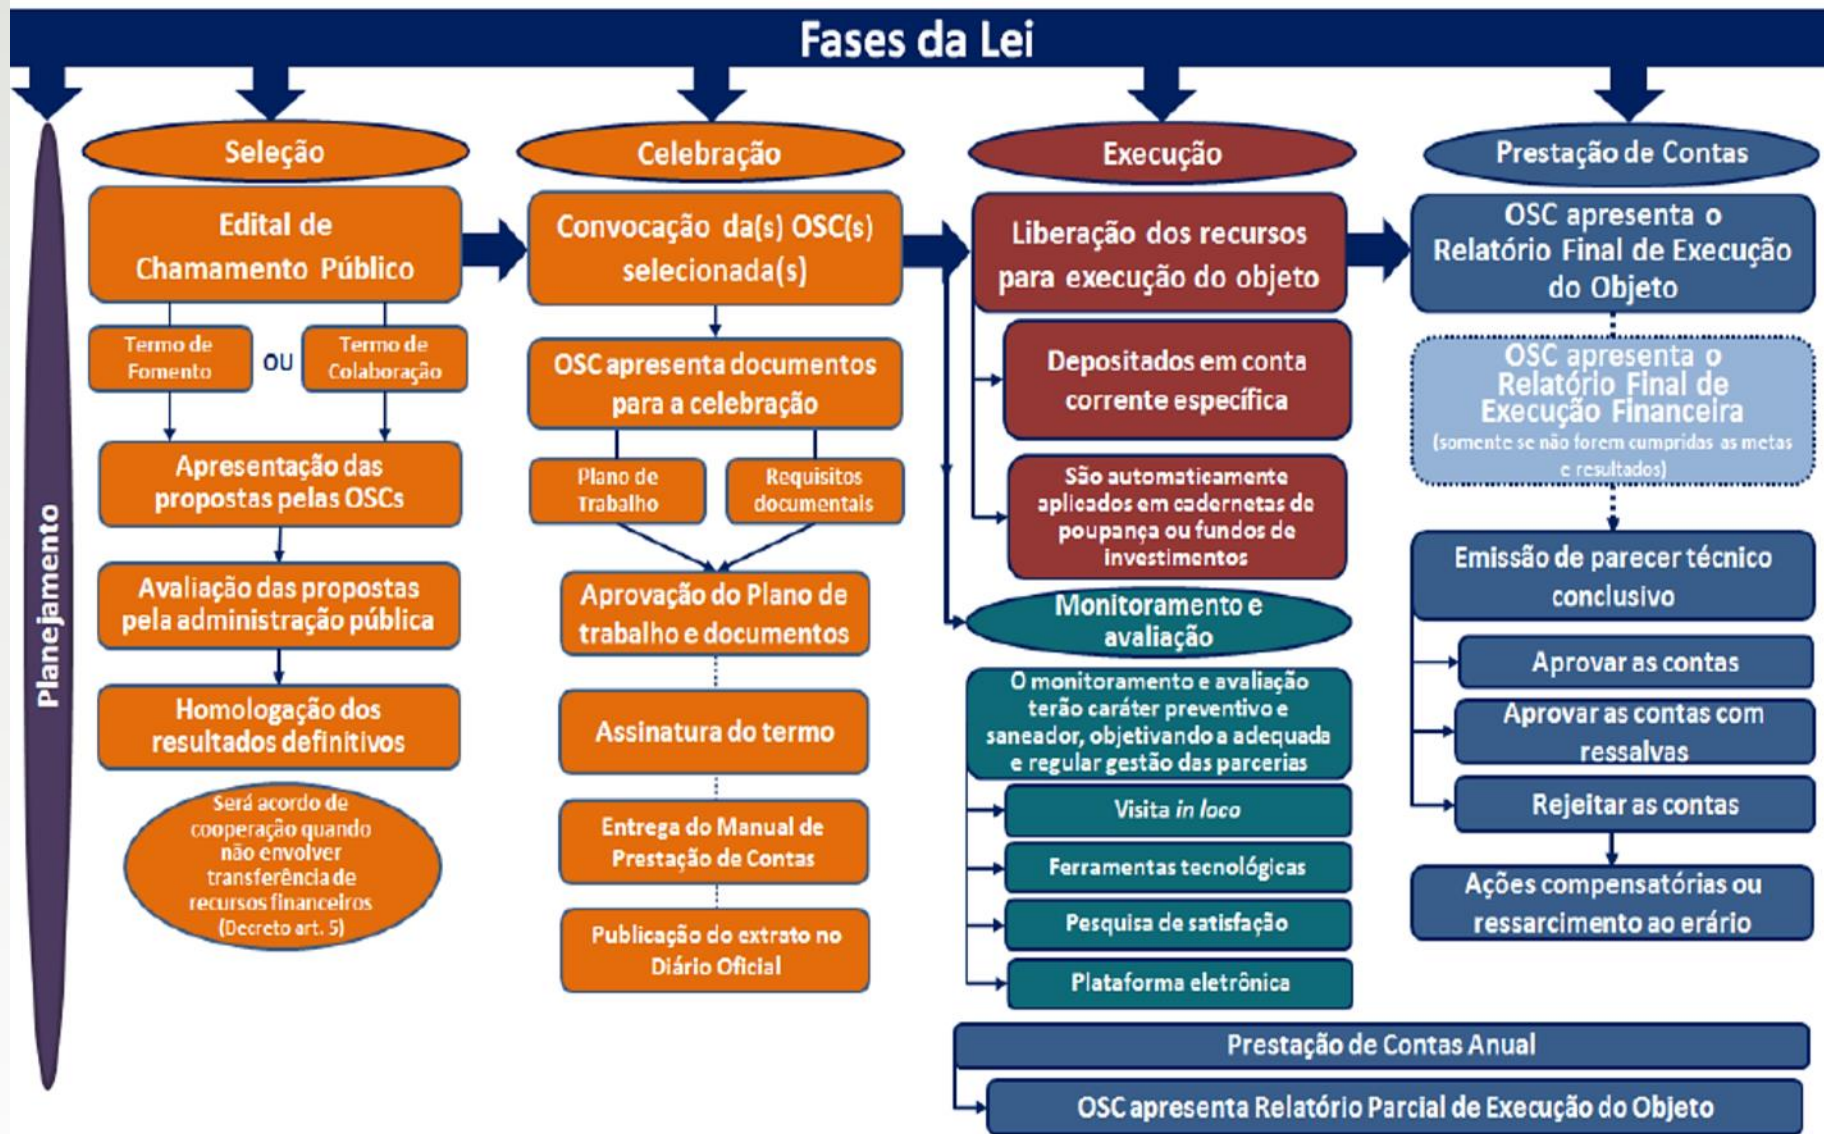 Fases da Lei
Planejamento
Seleção
Edital de
Chamamento Público
Termo de
Fomento
OU
Termo de
Colaboração
Apresentação das
propostas pelas OSCs
Avaliação das propostas
pela administração pública
Homologação dos
resultados definitivos
Será acordo de
cooperação quando
não envolver
transferência de
recursos financeiros
(Decreto art. 5)
Celebração
Convocação da(s) OSC(s)
selecionada(s)
OSC apresenta documentos
para a celebração
Plano de
Trabalho
Requisitos
documentais
Aprovação do Plano de
trabalho e documentos
Assinatura do termo
Entrega do Manual de
Prestação de Contas
Publicação do extrato no
Diário Oficial
Execução
Liberação dos recursos
para execução do objeto
Depositados em conta
corrente específica
São automaticamente
aplicados em cadernetas de
poupança ou fundos de
investimentos
Monitoramento e
avaliação
O monitoramento e avaliação
terão caráter preventivo e
saneador, objetivando a adequada
e regular gestão das parcerias
Visita in loco
Ferramentas tecnológicas
Pesquisa de satisfação
Plataforma eletrônica
Prestação de Contas
OSC apresenta o
Relatório Final de Execução
do Objeto
OSC apresenta o
Relatório Final de
Execução Financeira
(somente se não forem cumpridas as metas
e resultados)
Emissão de parecer técnico
conclusivo
Aprovar as contas
Aprovar as contas com
ressalvas
Rejeitar as contas
Ações compensatórias ou
ressarcimento ao erário
Prestação de Contas Anual
OSC apresenta Relatório Parcial de Execução do Objeto